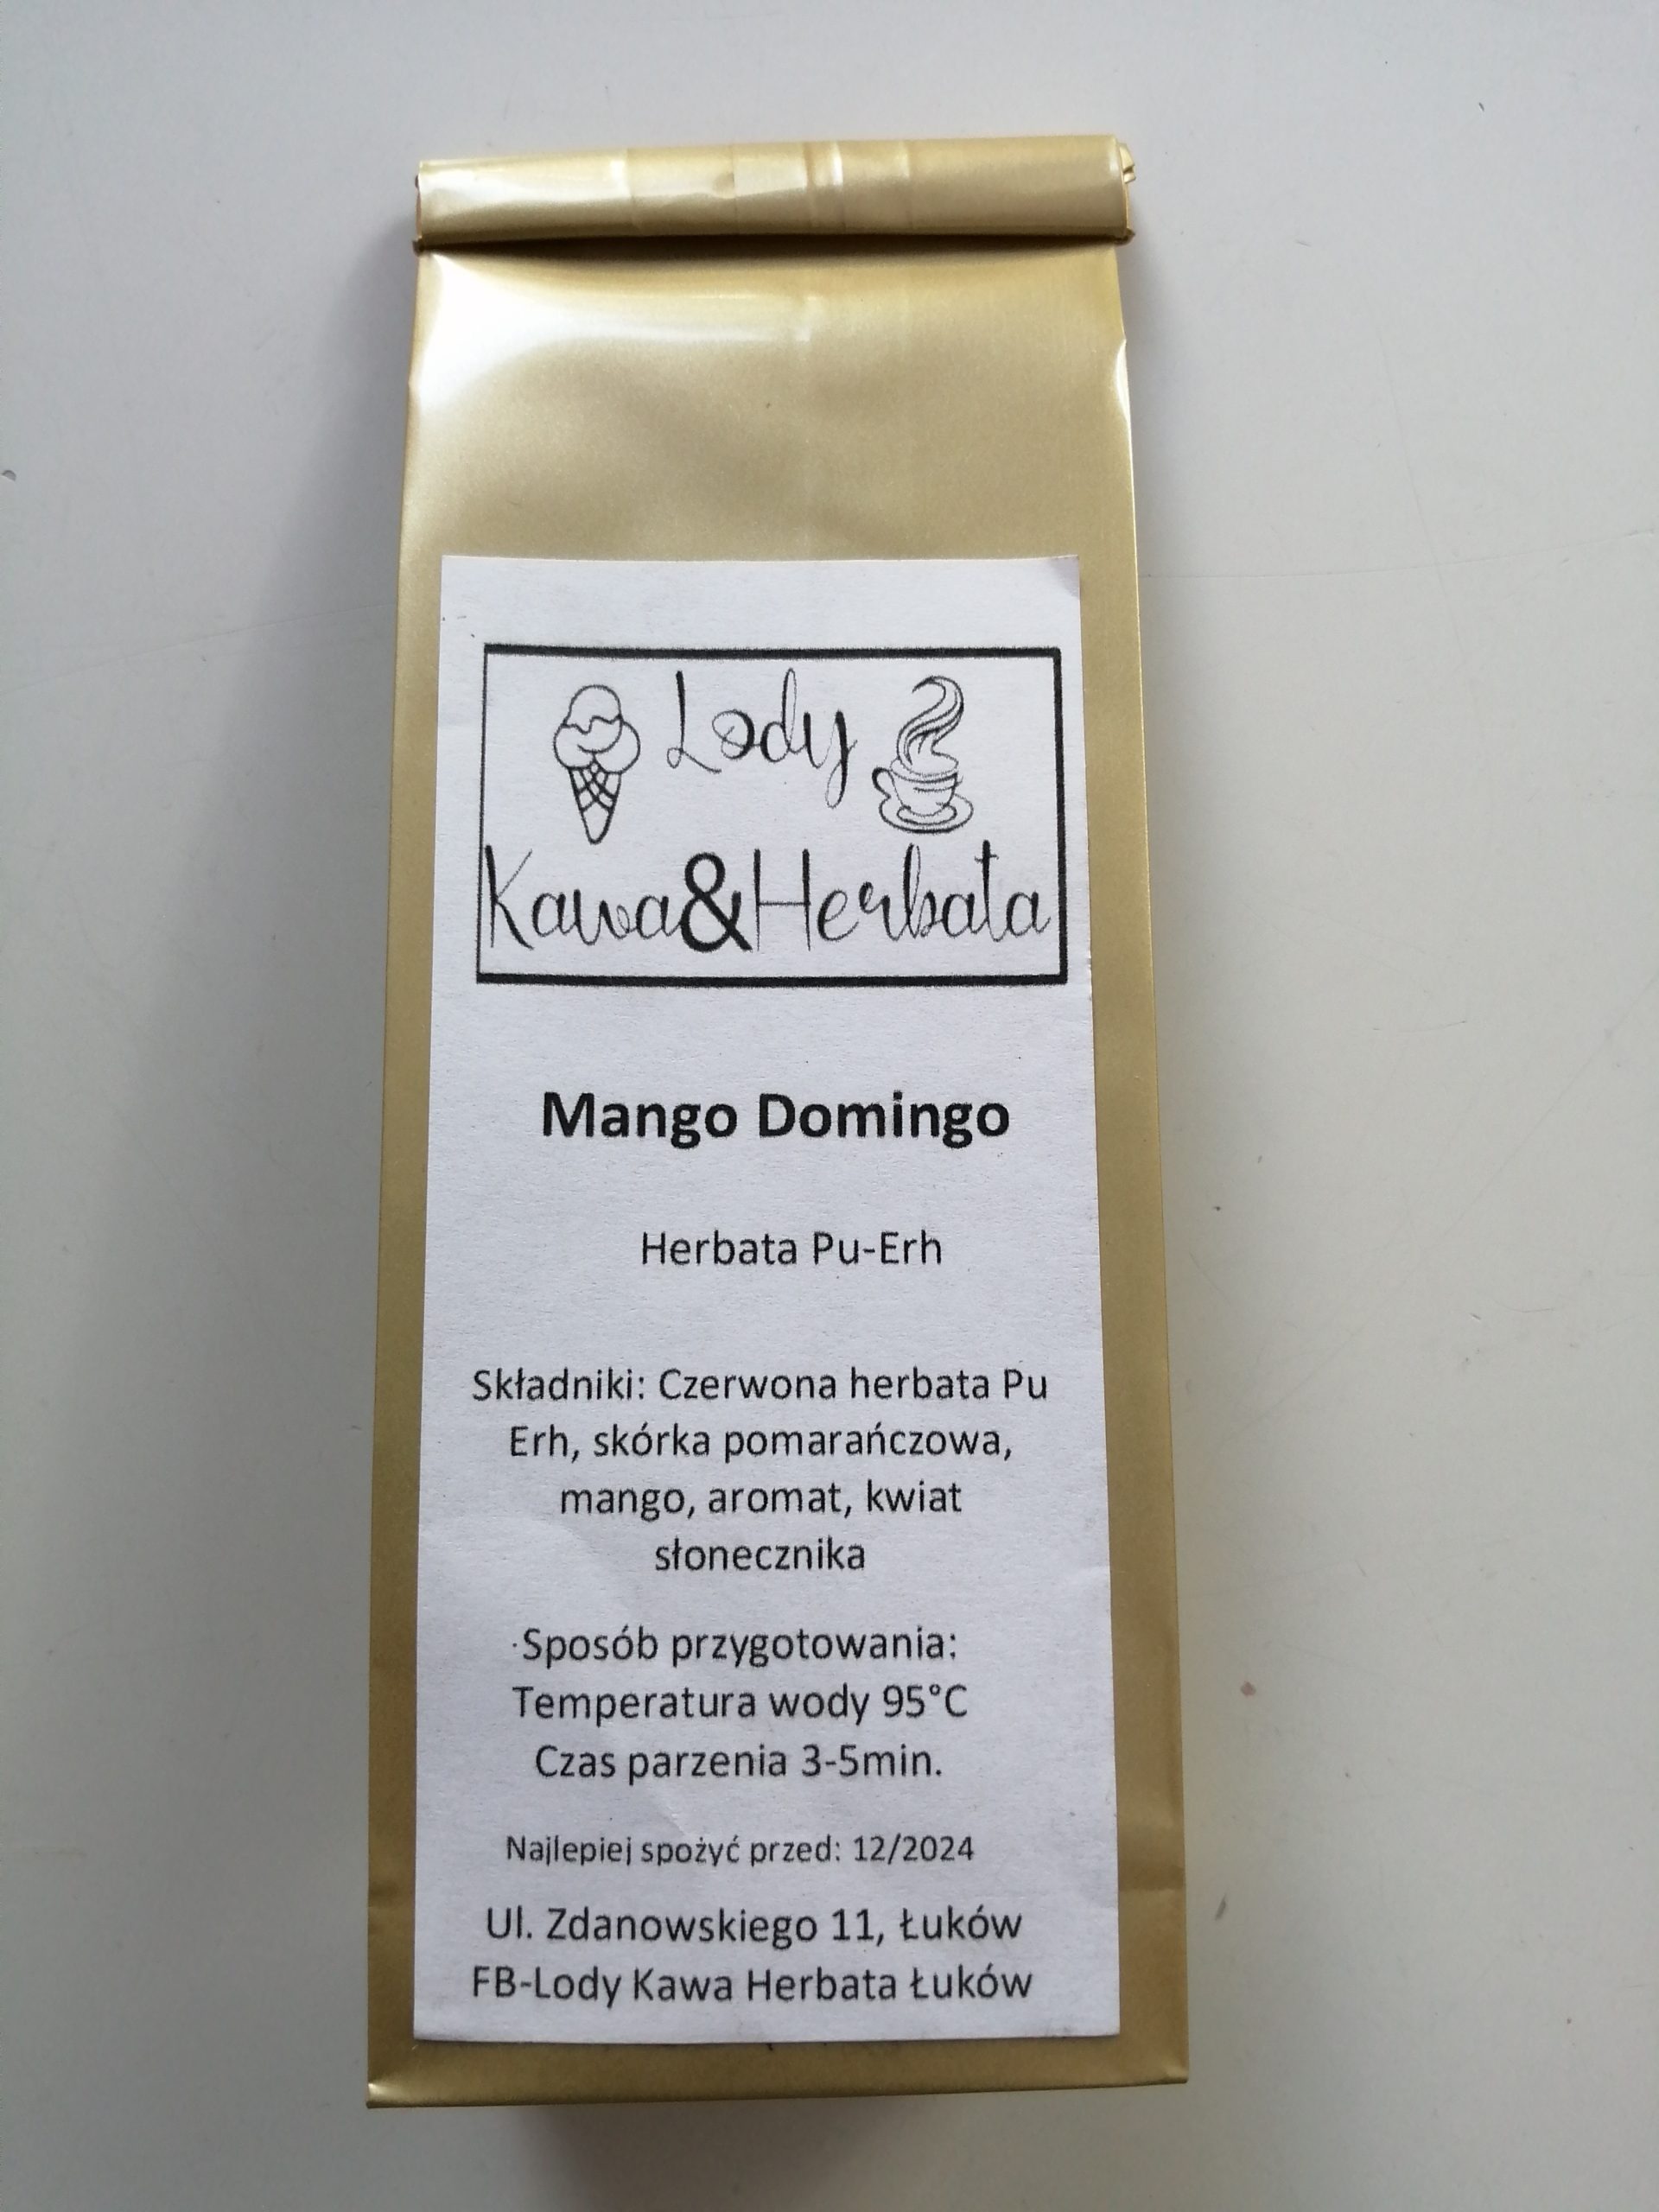 Lody
Kawa&Herbata
Mango Domingo
Herbata Pu-Erh
Składniki: Czerwona herbata Pu
Erh, skórka pomarańczowa,
mango, aromat, kwiat
słonecznika
Sposób przygotowania:
Temperatura wody 95°C
Czas parzenia 3-5min.
Najlepiej spożyć przed: 12/2024
Ul. Zdanowskiego 11, Łuków
FB-Lody Kawa Herbata Łuków